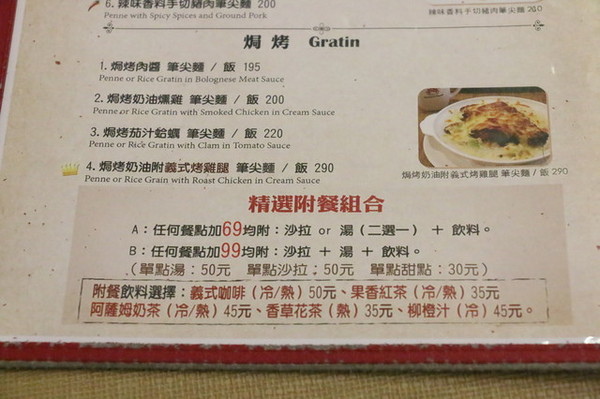 6. 辣味香料手切豬肉筆尖麵 200
Penne with Spicy Spices and Ground Pork
辣味香料手切豬肉筆尖麵 200
焗 烤 Gratin
1. 焗烤肉醬 筆尖麵 / 飯 195
Penne or Rice Gratin in Bolognese Meat Sauce
2. 焗烤奶油燻雞 筆尖麵 / 飯 200
Penne or Rice Gratin with Smoked Chicken in Cream Sauce
3. 焗烤茄汁蛤蠣 筆尖麵 / 飯 220
Penne or Rice Gratin with Clam in Tomato Sauce
4. 焗烤奶油附義式烤雞腿 筆尖麵 / 飯 290
Penne or Rice Grain with Roast Chicken in Cream Sauce
焗烤奶油附義式烤雞腿 筆尖麵 / 飯 290
精選附餐組合
A：任何餐點加69均附：沙拉 or 湯（二選一） + 飲料。
B：任何餐點加99均附：沙拉 + 湯 + 飲料。
（單點湯：50元 單點沙拉：50元 單點甜點：30元）
附餐飲料選擇：義式咖啡（冷/熱）50元、果香紅茶（冷/熱）35元
阿薩姆奶茶（冷/熱）45元、香草花茶（熱）35元、柳橙汁（冷）45元。